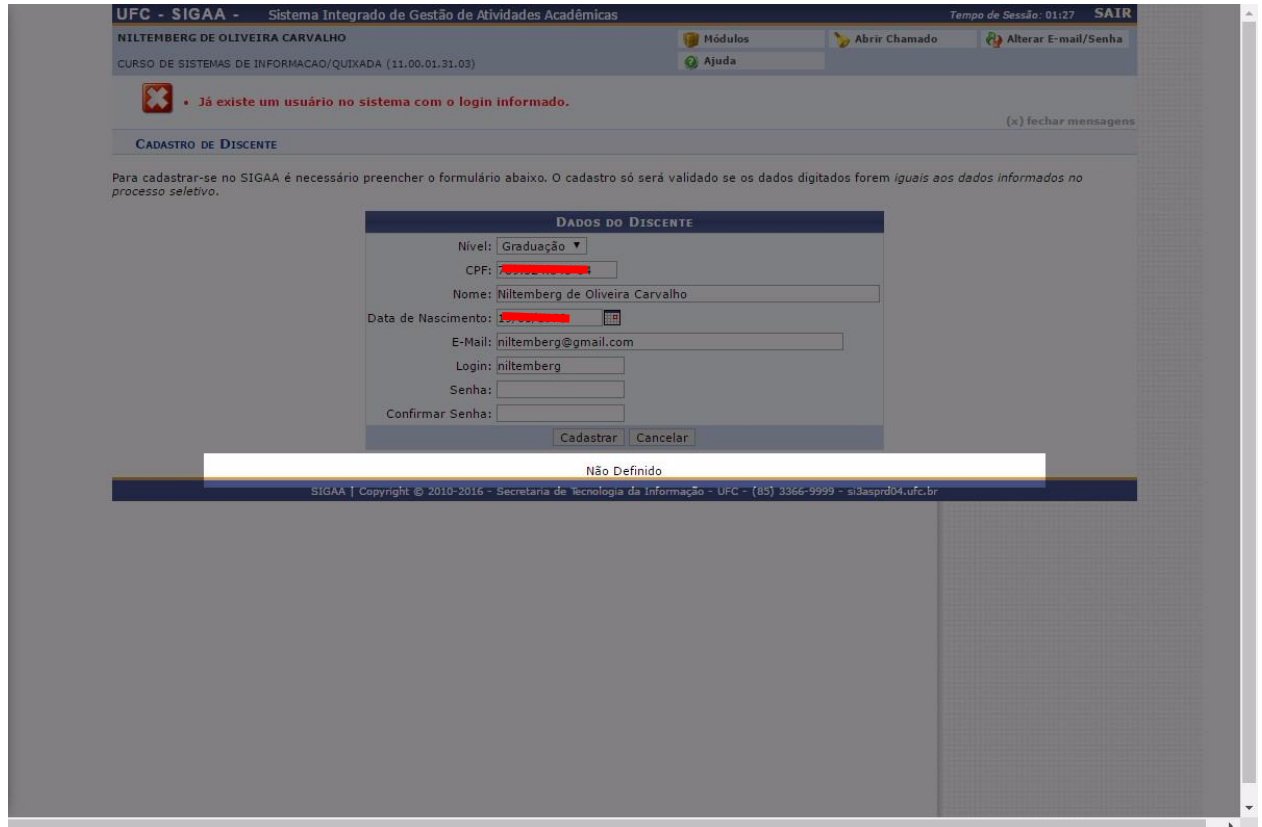 UFC - SIGAA - Sistema Integrado de Gestão de Atividades Acadêmicas Tempo de Sessão: 01:27 SAIR
NILTEMBERG DE OLIVEIRA CARVALHO Módulos Abrir Chamado Alterar E-mail/Senha
CURSO DE SISTEMAS DE INFORMACAO/QUIXADA (11.00.01.31.03) Ajuda
• Já existe um usuário no sistema com o login informado.
(x) fechar mensagens
CADASTRO DE DISCENTE
Para cadastrar-se no SIGAA é necessário preencher o formulário abaixo. O cadastro só será validado se os dados digitados forem iguais aos dados informados no
processo seletivo.
DADOS DO DISCENTE
Nível: Graduação ▼
CPF:
Nome: Niltemberg de Oliveira Carvalho
Data de Nascimento:
E-Mail: niltemberg@gmail.com
Login: niltemberg
Senha:
Confirmar Senha:
Cadastrar Cancelar
Não Definido
SIGAA | Copyright © 2010-2016 - Secretaria de Tecnologia da Informação - UFC - (85) 3366-9999 - si3asprd04.ufc.br